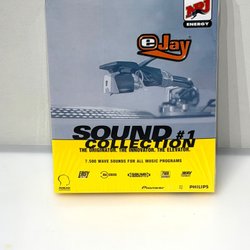 NRJ
ENERGY
eJay
SOUND #1
COLLECTION
THE ORIGINATOR. THE INNOVATOR. THE ELEVATOR.
7.500 WAVE SOUNDS FOR ALL MUSIC PROGRAMS
Pioneer
PHILIPS